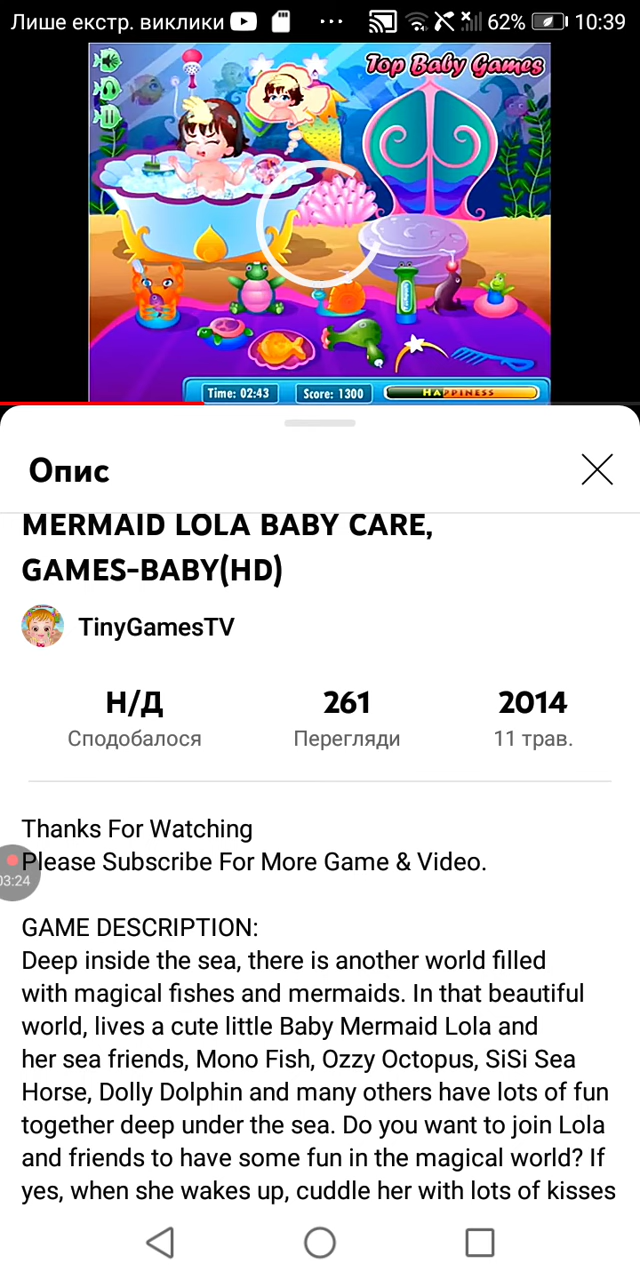 Лише екстр. виклики ... 62% 10:39
Top Baby Games
Time: 02:43 Score: 1300 HAPPINESS
Опис
MERMAID LOLA BABY CARE,
GAMES-BABY(HD)
TinyGamesTV
Н/Д 261 2014
Сподобалося Перегляди 11 трав.
Thanks For Watching
Please Subscribe For More Game & Video.
03:24
GAME DESCRIPTION:
Deep inside the sea, there is another world filled
with magical fishes and mermaids. In that beautiful
world, lives a cute little Baby Mermaid Lola and
her sea friends, Mono Fish, Ozzy Octopus, SiSi Sea
Horse, Dolly Dolphin and many others have lots of fun
together deep under the sea. Do you want to join Lola
and friends to have some fun in the magical world? If
yes, when she wakes up, cuddle her with lots of kisses